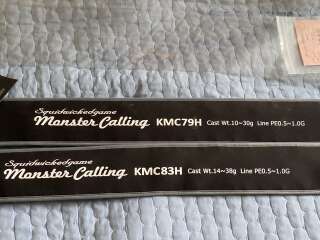 Squidwickedgame
Monster Calling KMC79H Cast Wt.10~30g Line PE0.5~1.0G
Squidwickedgame
Monster Calling KMC83H Cast Wt.14~38g Line PE0.5~1.0G